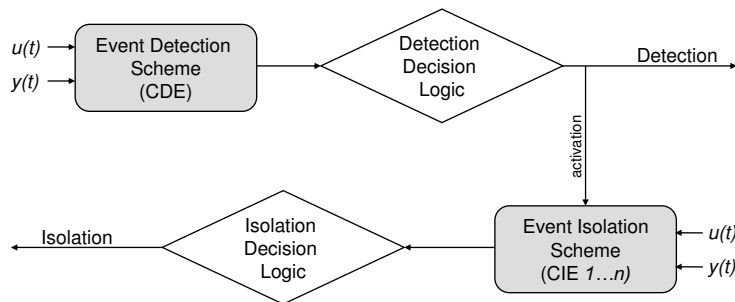 u(t)
y(t)
Event Detection
Scheme
(CDE)
Detection
Decision
Logic
Detection
activation
Event Isolation
Scheme
(CIE 1...n)
u(t)
y(t)
Isolation
Decision
Logic
Isolation